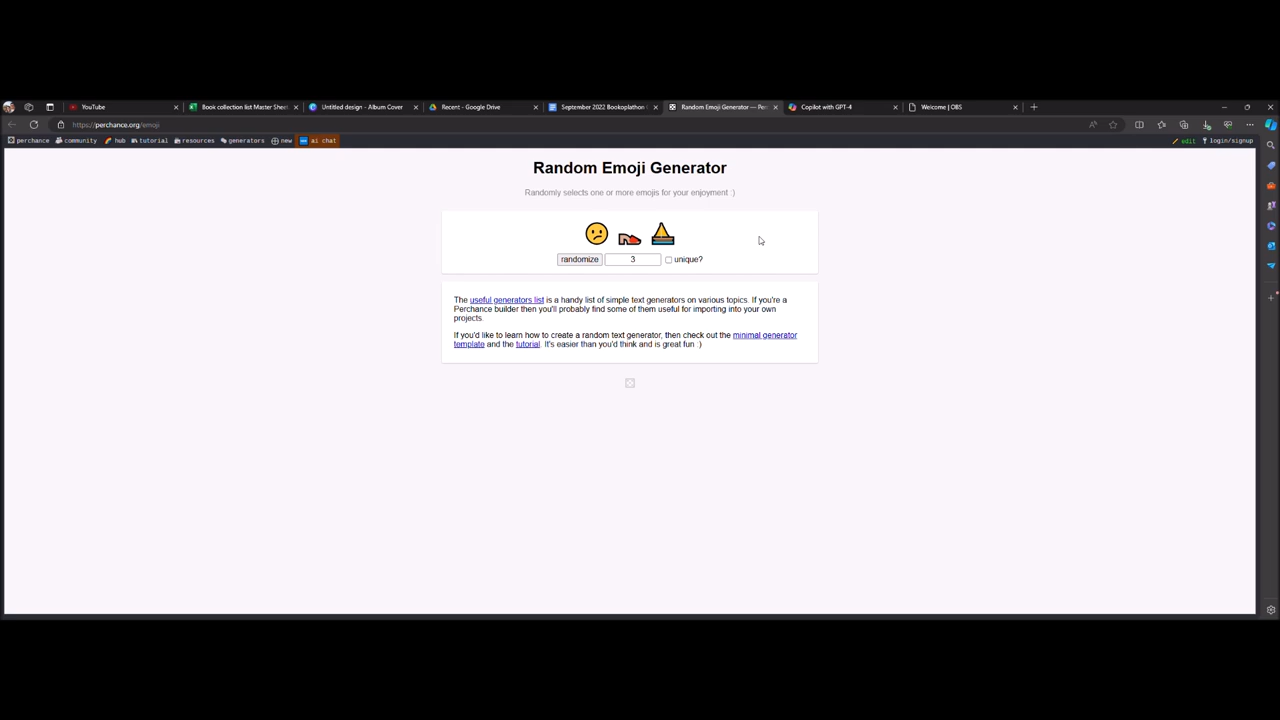 YouTube
Book collection list Master Sheet
Untitled design - Album Cover
Recent - Google Drive
September 2022 Bookoplathon
Random Emoji Generator — Per
Copilot with GPT-4
Welcome | OBS
https://perchance.org/emoji
perchance community hub tutorial resources generators new ai chat
edit login/signup
Random Emoji Generator
Randomly selects one or more emojis for your enjoyment :)
randomize 3 unique?
The useful generators list is a handy list of simple text generators on various topics. If you're a
Perchance builder then you'll probably find some of them useful for importing into your own
projects.
If you'd like to learn how to create a random text generator, then check out the minimal generator
template and the tutorial. It's easier than you'd think and is great fun :)